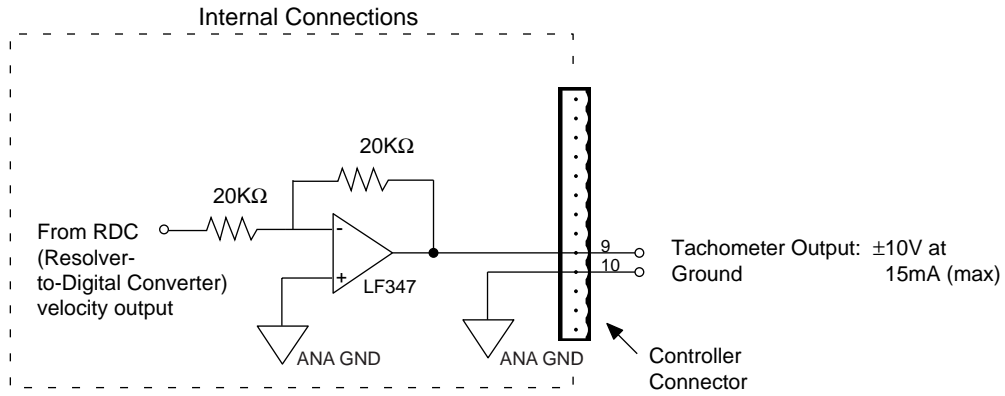 Internal Connections
20KΩ
20KΩ
From RDC
(Resolver-
to-Digital Converter)
velocity output
-
+
LF347
ANA GND
ANA GND
9
10
Tachometer Output: ±10V at
Ground 15mA (max)
Controller
Connector